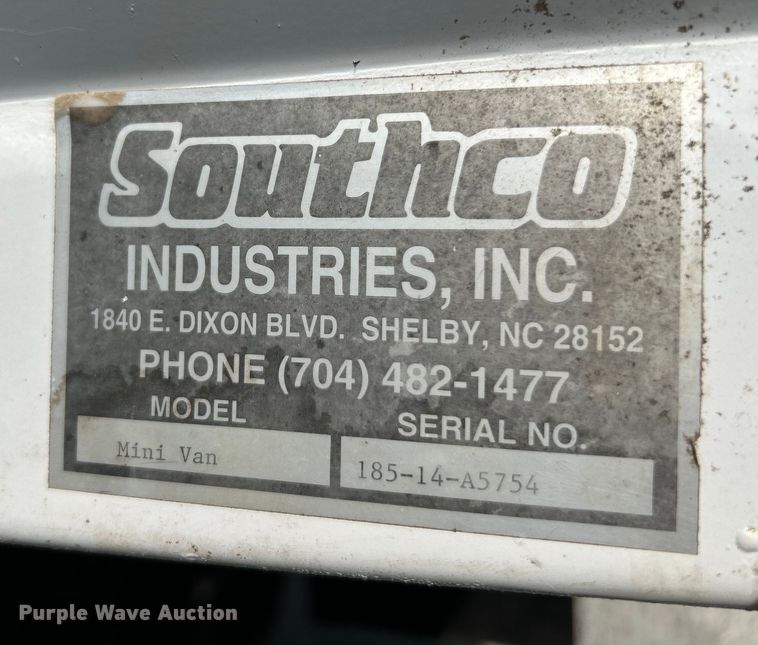 Southco
INDUSTRIES, INC.
1840 E. DIXON BLVD. SHELBY, NC 28152
PHONE (704) 482-1477
MODEL SERIAL NO.
Mini Van 185-14-A5754
Purple Wave Auction